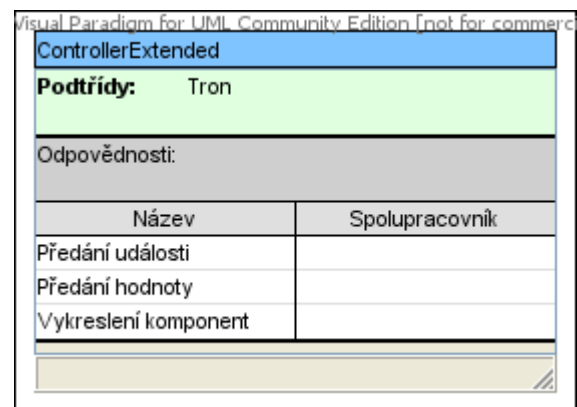 Visual Paradigm for UML Community Edition [not for commerc
ControllerExtended
Podtřídy: Tron
Odpovědnosti:
Název Spolupracovník
Předání události
Předání hodnoty
Vykreslení komponent